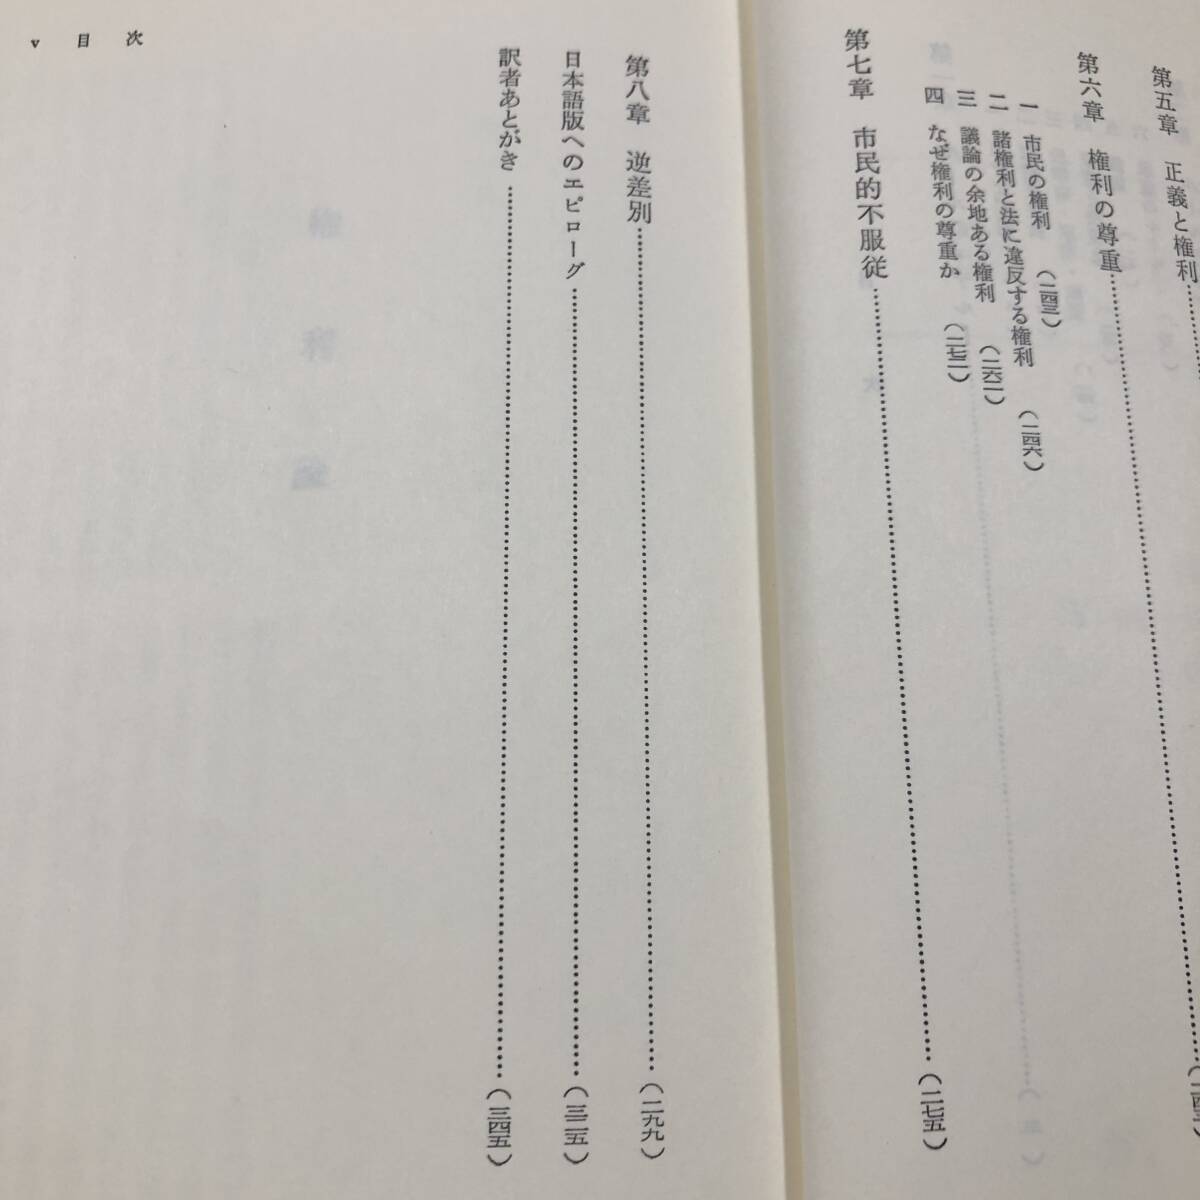 第五章　正義と権利
第六章　権利の尊重
一　市民の権利　（二四三）
二　諸権利と法に違反する権利　（二四六）
三　議論の余地ある権利　（二六二）
四　なぜ権利の尊重か　（二七二）
第七章　市民的不服従……（二七五）
第八章　逆差別……（二九九）
日本語版へのエピローグ……（三二五）
訳者あとがき……（三四五）
v　目次